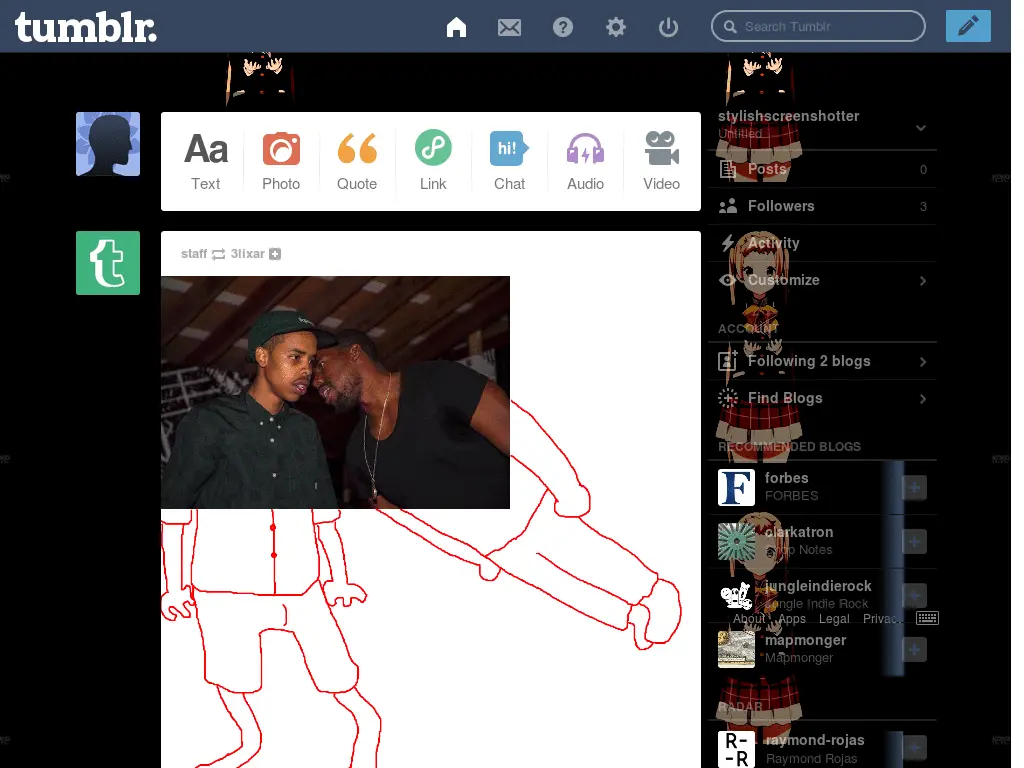 tumblr.
Search Tumblr
Aa
hi!
Text
Photo
Quote
Link
Chat
Audio
Video
t
staff 3lixar
stylishscreenshotter
Untitled
Posts 0
Followers 3
Activity
Customize
ACCOUNT
Following 2 blogs
Find Blogs
RECOMMENDED BLOGS
F
forbes
FORBES
clarkatron
Notes
jungleindierock
Jungle Indie Rock
About Apps Legal
mapmonger
Mapmonger
RADAR
R-
-R
raymond-rojas
Raymond Rojas